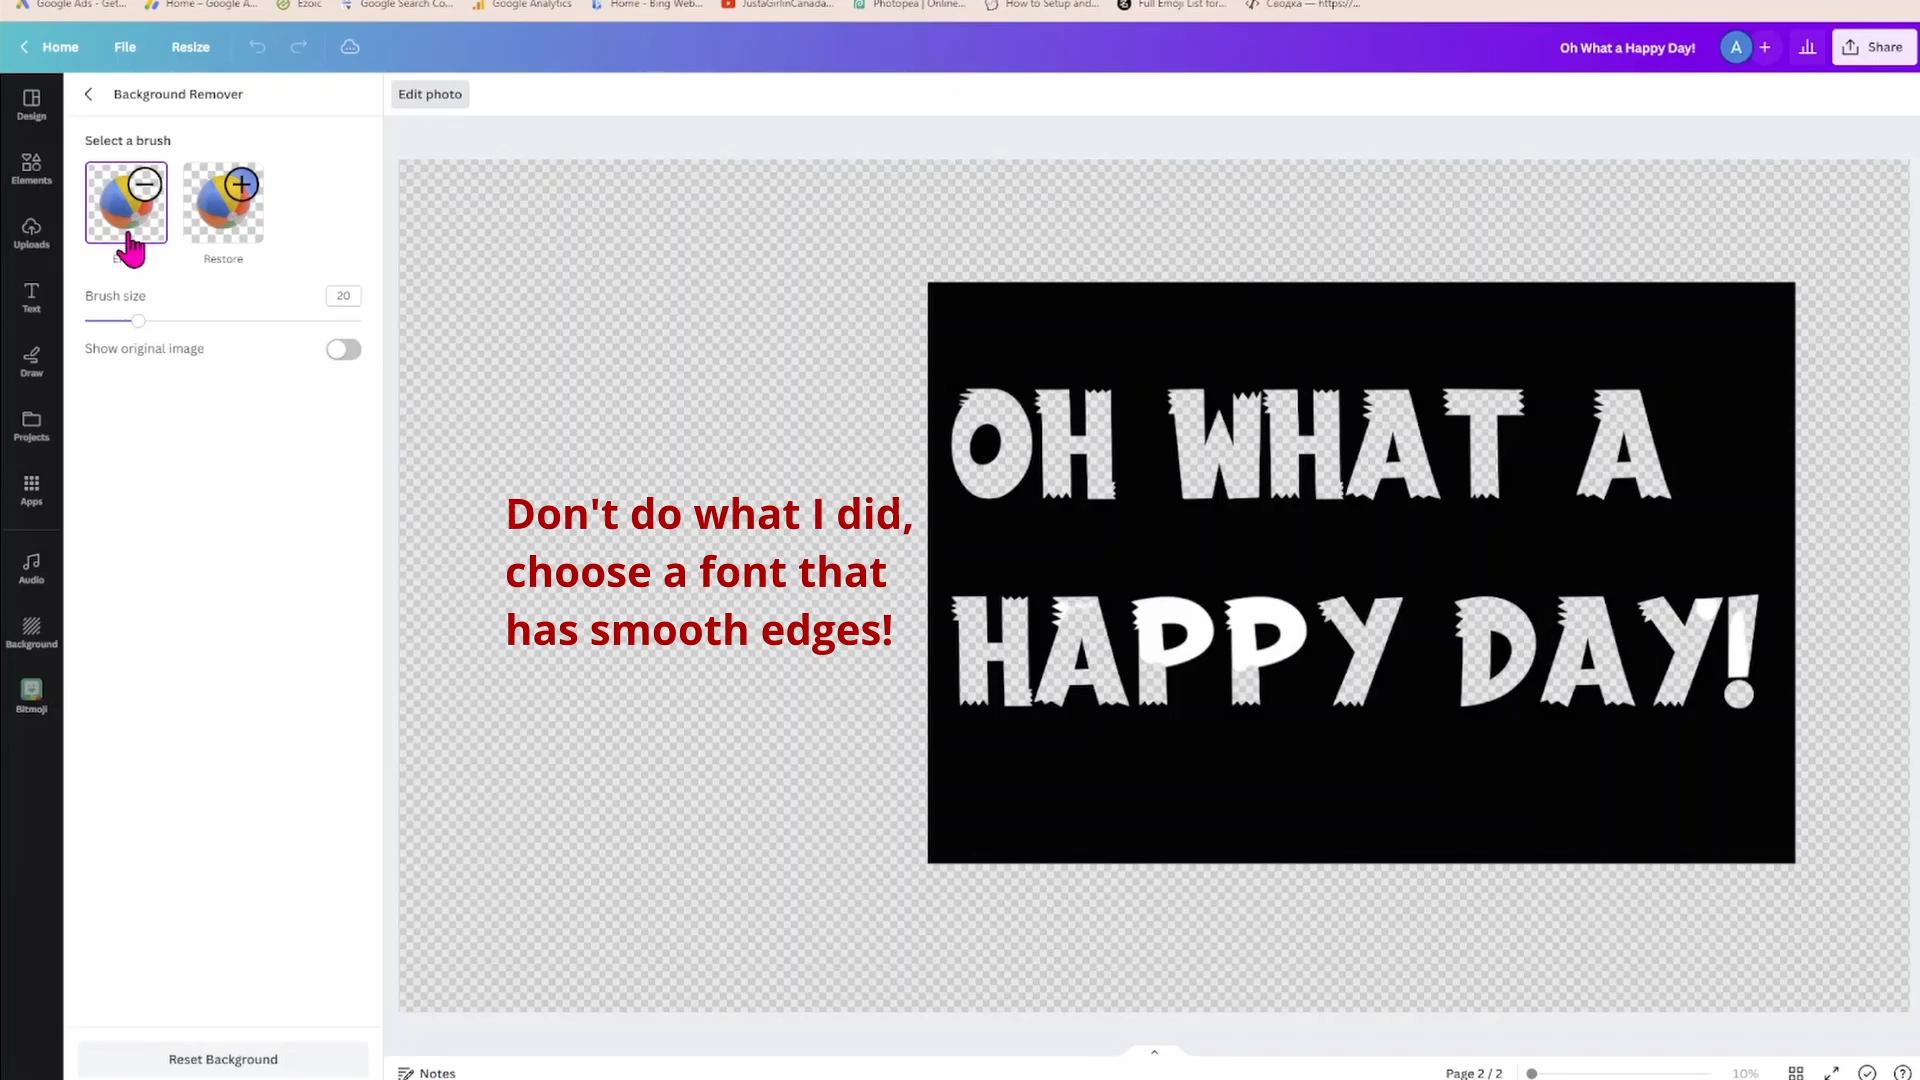 Google Ads - Get...
Home – Google A...
Ezoic
Google Search Co...
Google Analytics
Home - Bing Web...
JustaGirlinCanada...
Photopea | Online...
How to Setup and...
Full Emoji List for...
Сводка — https://...
Home
File
Resize
Oh What a Happy Day!
A
Share
Design
Elements
Uploads
Text
Draw
Projects
Apps
Audio
Background
Bitmoji
Background Remover
Select a brush
Restore
Brush size
20
Show original image
Reset Background
Edit photo
Don't do what I did,
choose a font that
has smooth edges!
OH WHAT A
HAPPY DAY!
Notes
Page 2 / 2
10%